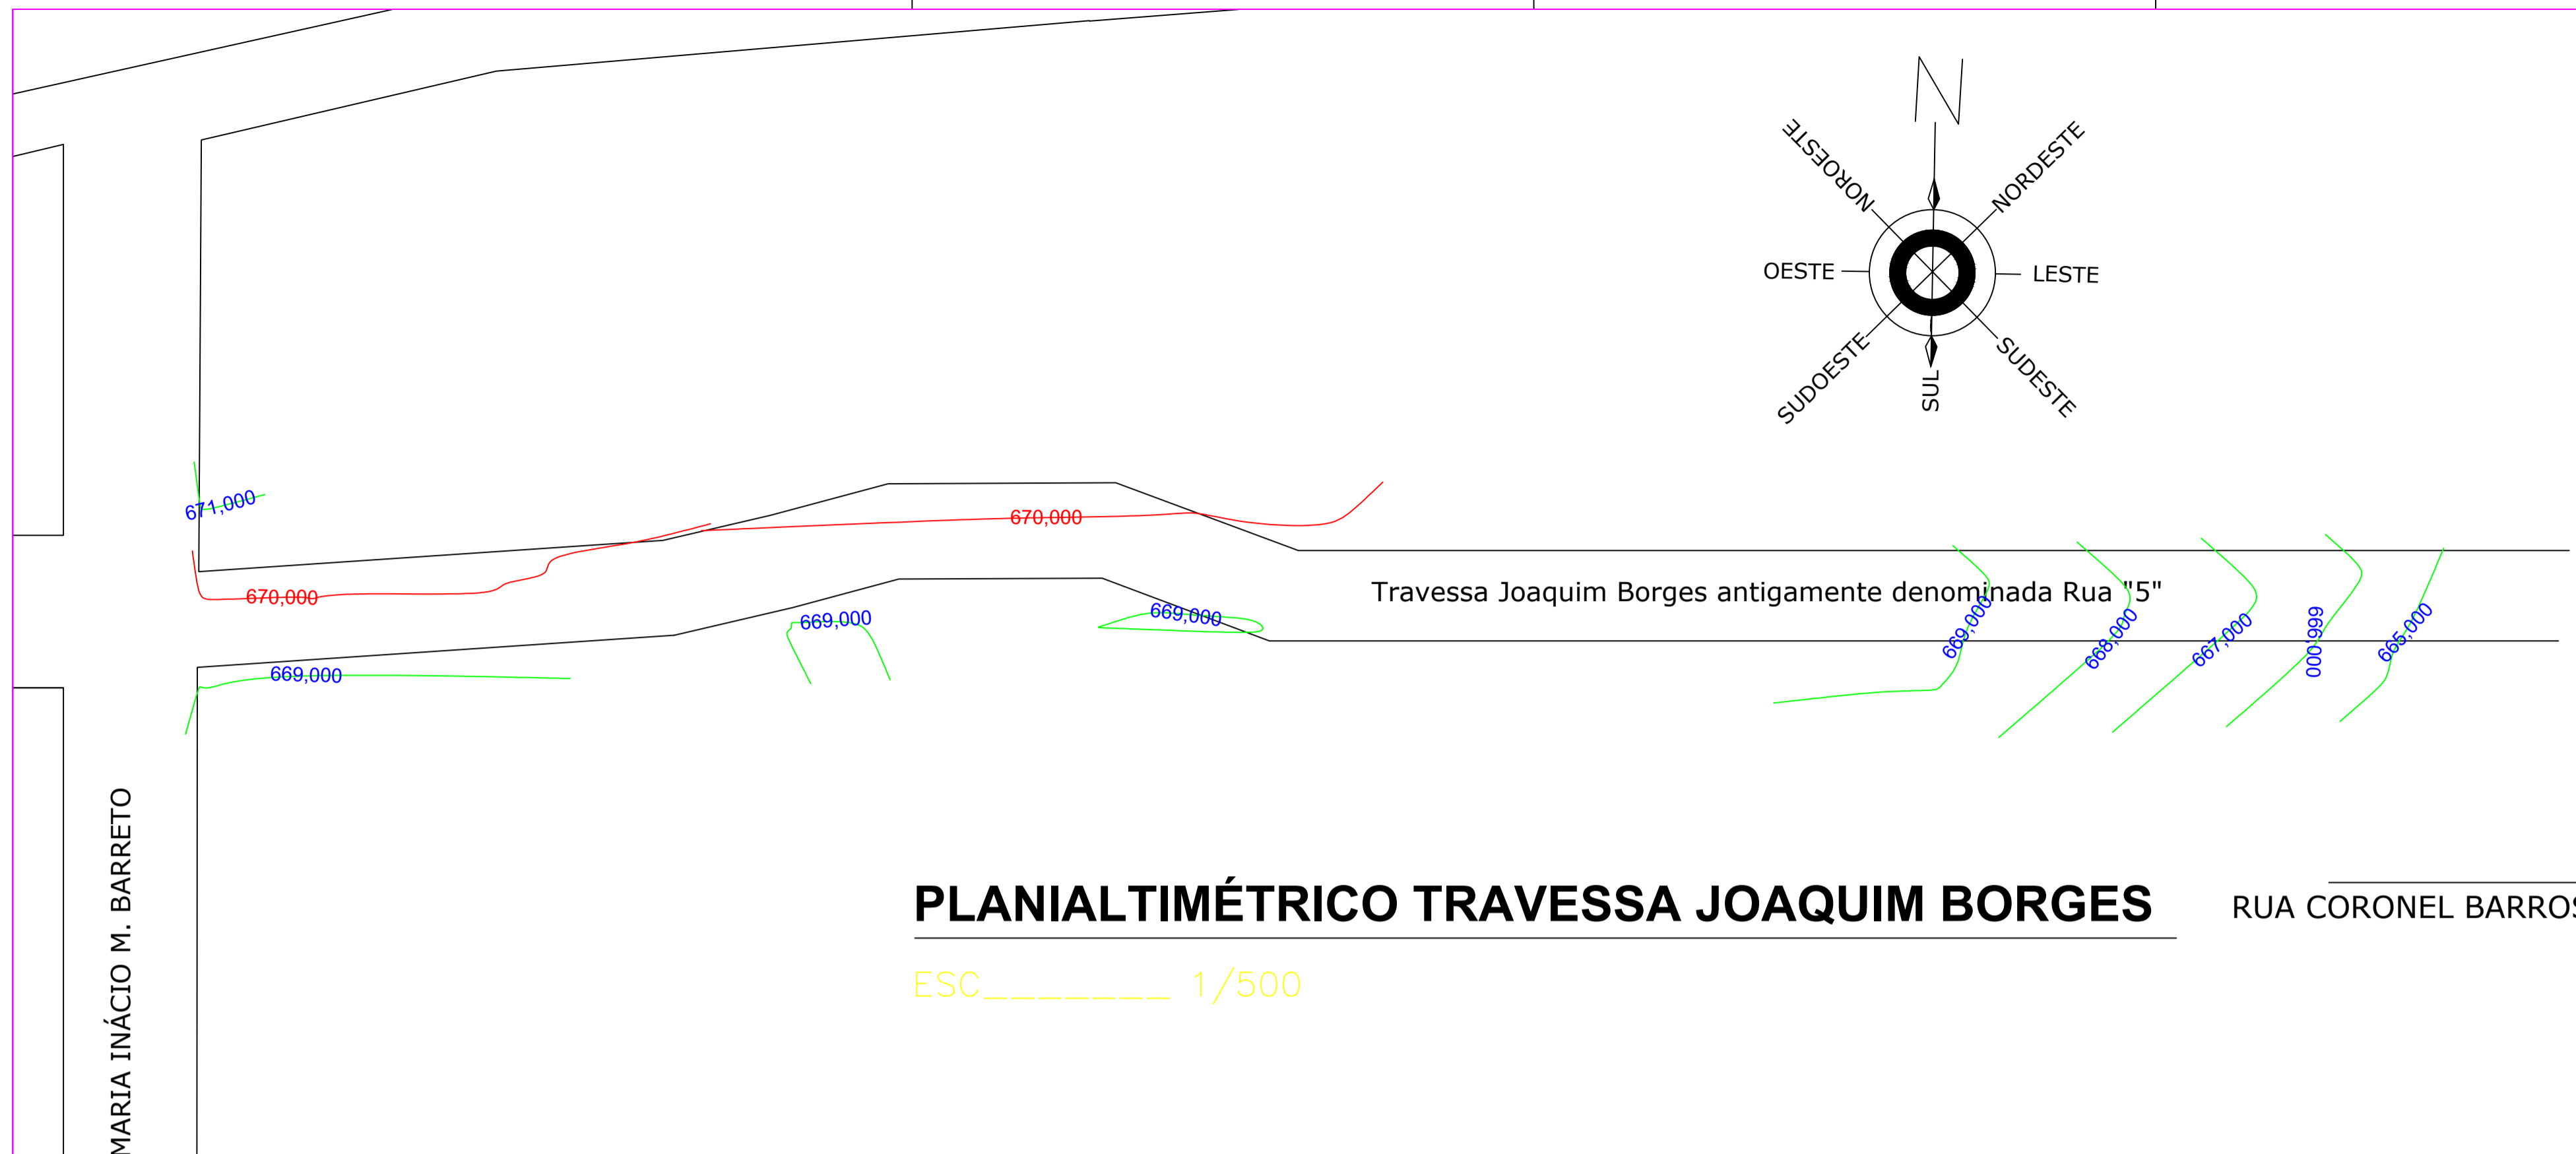 N
NOROESTE
NORDESTE
OESTE
LESTE
SUDOESTE
SUL
SUDESTE
671,000
670,000
670,000
669,000
669,000
669,000
Travessa Joaquim Borges antigamente denominada Rua "5"
669,000
668,000
667,000
666,000
665,000
MARIA INÁCIO M. BARRETO
PLANIALTIMÉTRICO TRAVESSA JOAQUIM BORGES
RUA CORONEL BARROS
ESC_______ 1/500